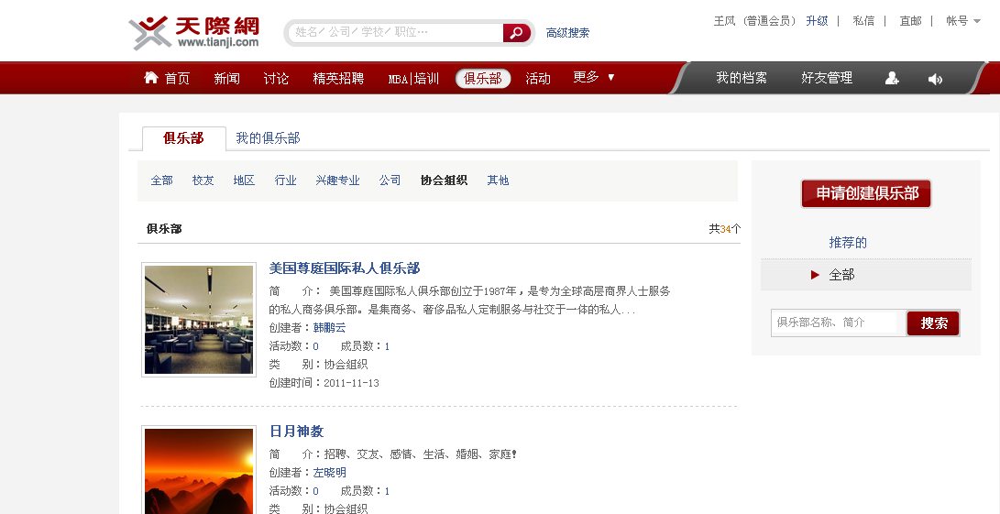 天際網
www.tianji.com
姓名／公司／学校／职位…
高级搜索
王风 (普通会员) 升级 | 私信 | 直邮 | 帐号
首页 新闻 讨论 精英招聘 MBA|培训 俱乐部 活动 更多 ▼ 我的档案 好友管理
俱乐部 我的俱乐部
全部 校友 地区 行业 兴趣专业 公司 协会组织 其他
俱乐部 共34个
美国尊庭国际私人俱乐部
简 介： 美国尊庭国际私人俱乐部创立于1987年，是专为全球高层商界人士服务
的私人商务俱乐部。是集商务、奢侈品私人定制服务与社交于一体的私人...
创建者：韩鹏云
活动数：0 成员数：1
类 别：协会组织
创建时间：2011-11-13
日月神教
简 介：招聘、交友、感情、生活、婚姻、家庭！
创建者：左晓明
活动数：0 成员数：1
类 别：协会组织
申请创建俱乐部
推荐的
全部
俱乐部名称、简介 搜索